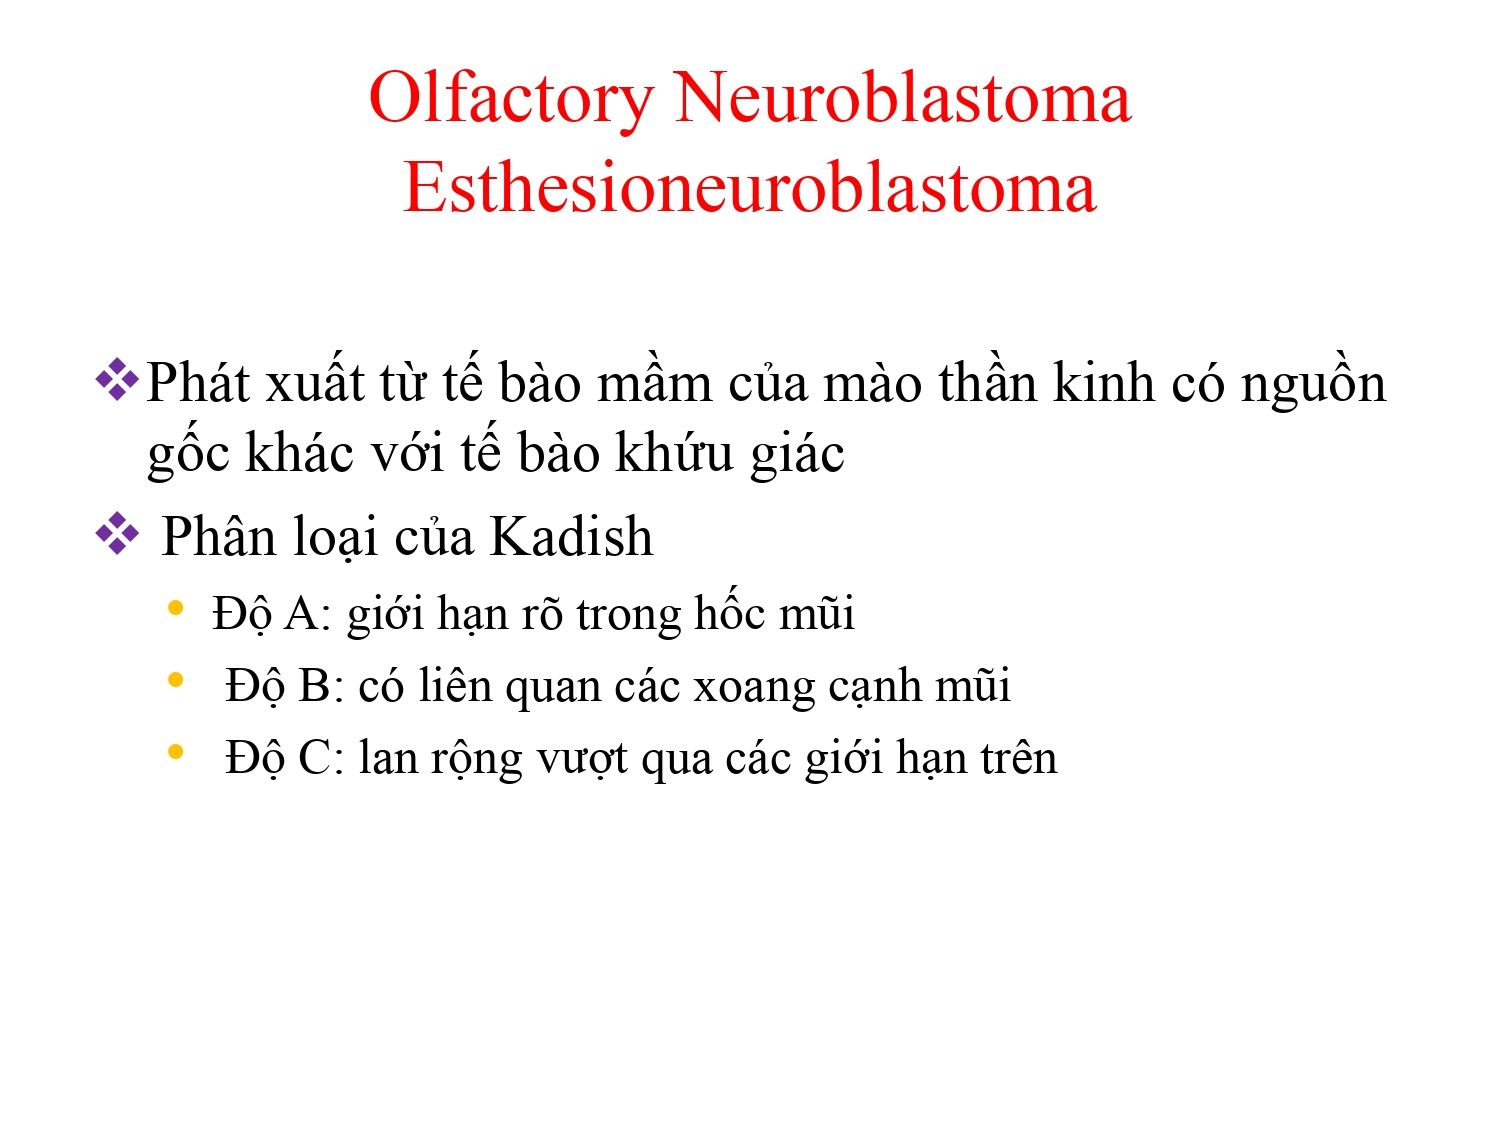 Olfactory Neuroblastoma
Esthesioneuroblastoma
❖Phát xuất từ tế bào mầm của mào thần kinh có nguồn
gốc khác với tế bào khứu giác
❖ Phân loại của Kadish
• Độ A: giới hạn rõ trong hốc mũi
• Độ B: có liên quan các xoang cạnh mũi
• Độ C: lan rộng vượt qua các giới hạn trên